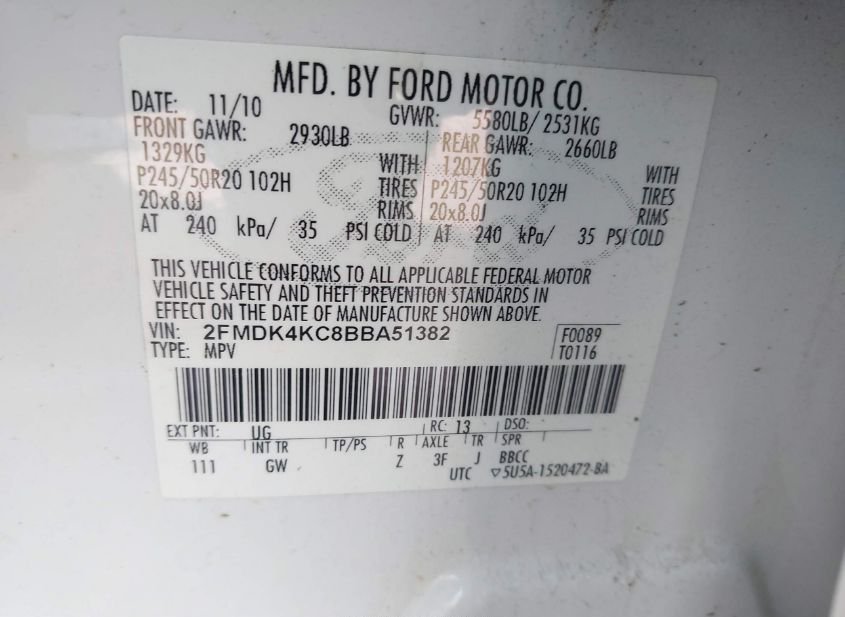 MFD. BY FORD MOTOR CO.
DATE: 11/10 GVWR: 5580LB/ 2531KG
FRONT GAWR: 2930LB REAR GAWR: 2660LB
1329KG WITH 1207KG WITH
P245/50R20 102H TIRES P245/50R20 102H TIRES
20x8.0J RIMS 20x8.0J RIMS
AT 240 kPa/ 35 PSI COLD AT 240 kPa/ 35 PSI COLD
THIS VEHICLE CONFORMS TO ALL APPLICABLE FEDERAL MOTOR
VEHICLE SAFETY AND THEFT PREVENTION STANDARDS IN
EFFECT ON THE DATE OF MANUFACTURE SHOWN ABOVE.
VIN: 2FMDK4KC8BBA51382 F0089
TYPE: MPV T0116
EXT PNT: UG RC: 13 DSO:
WB INT TR TP/PS R AXLE TR SPR
111 GW Z 3F J BBCC
UTC ▽5U5A-1520472-BA